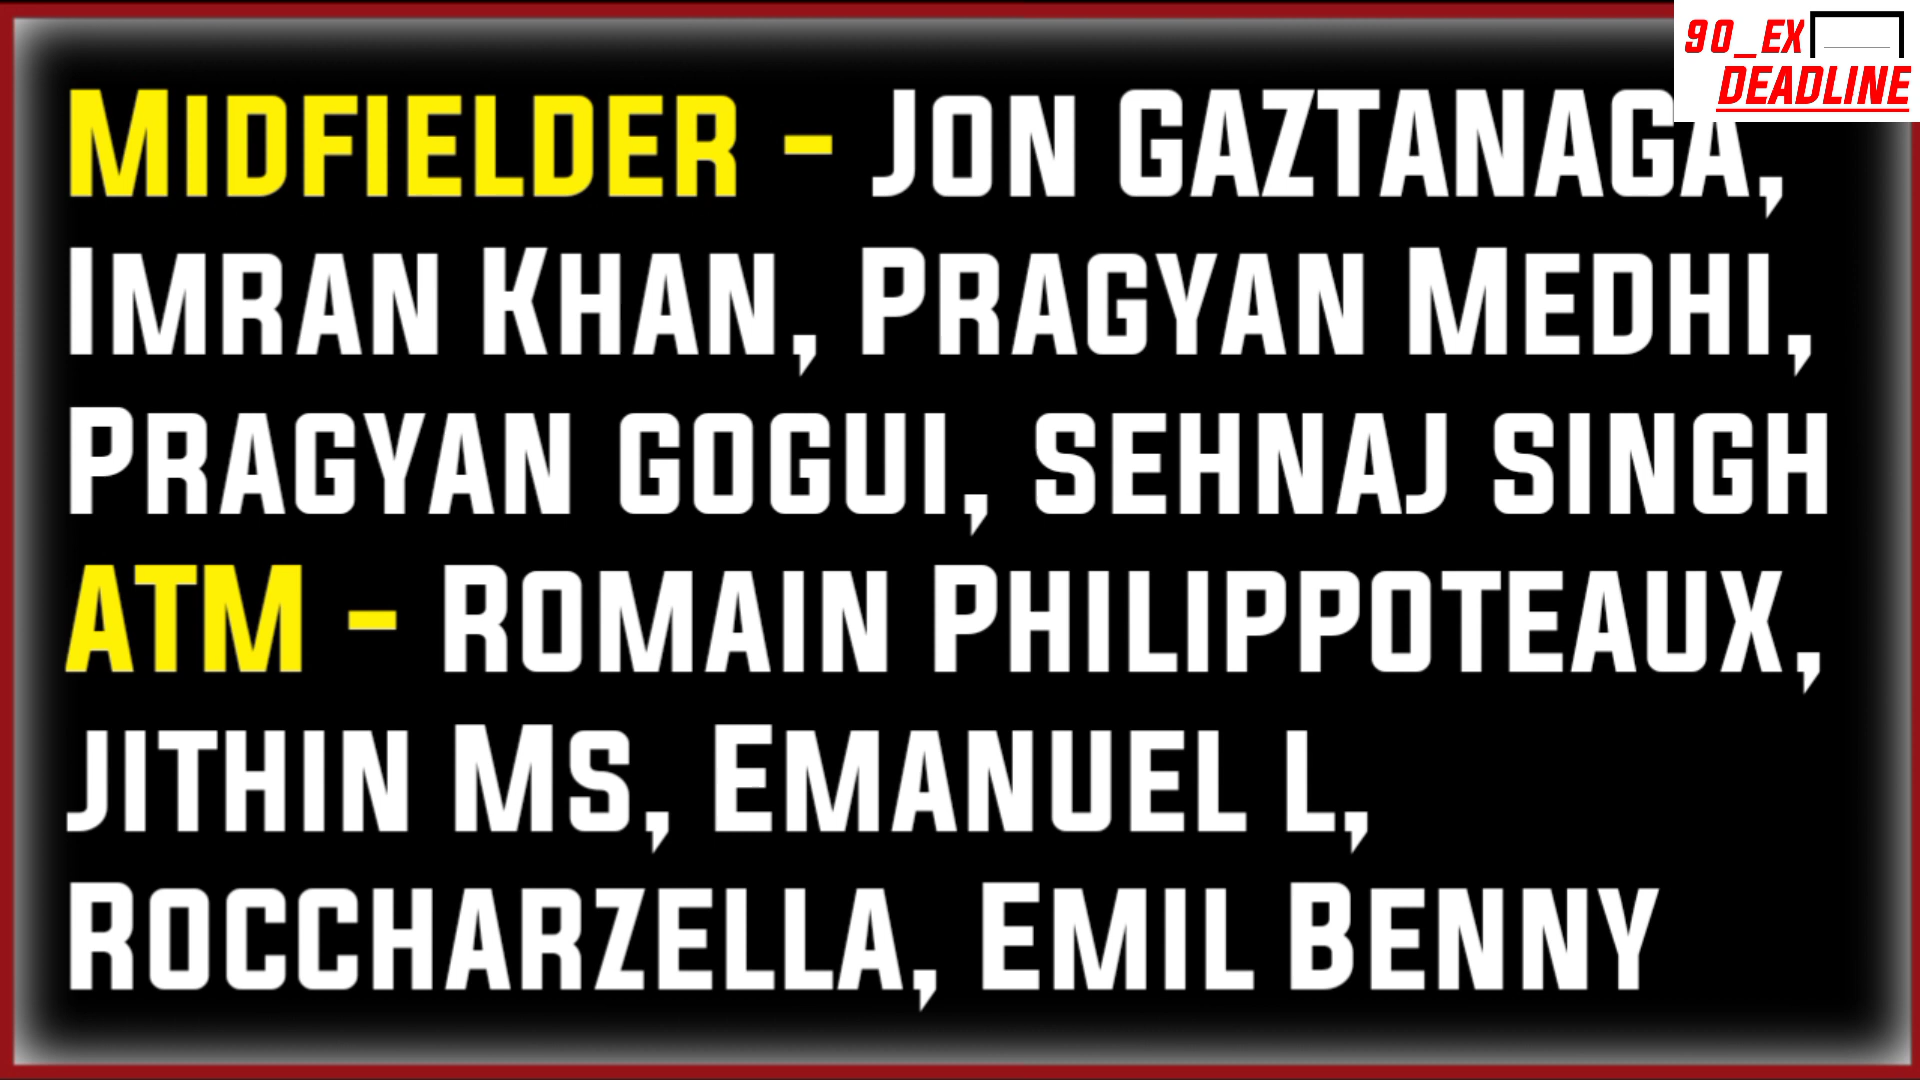 90_EX
DEADLINE
MIDFIELDER - JON GAZTANAGA,
IMRAN KHAN, PRAGYAN MEDHI,
PRAGYAN GOGUI, SEHNAJ SINGH
ATM - ROMAIN PHILIPPOTEAUX,
JITHIN MS, EMANUEL L,
ROCCHARZELLA, EMIL BENNY